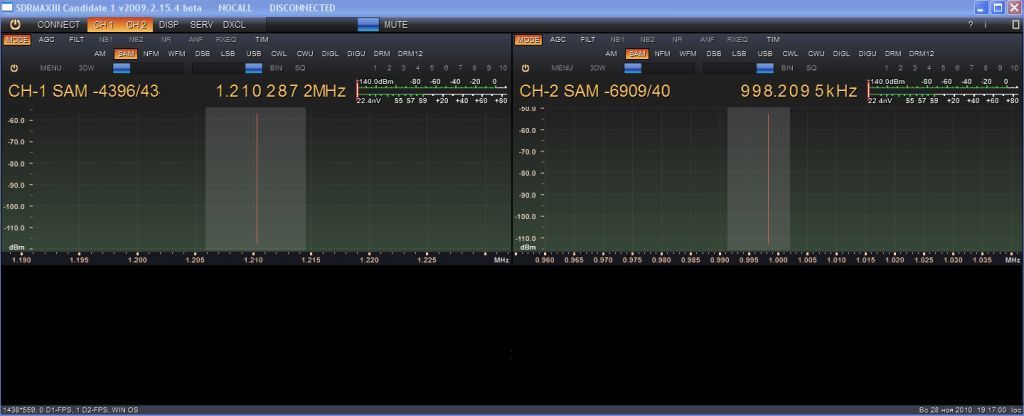 SDRMAXIII Candidate 1 v2009.2.15.4 beta NOCALL DISCONNECTED
CONNECT CH 1 CH 2 DISP SERV DXCL MUTE ? i
MODE AGC FILT NB1 NB2 NR ANF RXEQ TIM
AM SAM NFM WFM DSB LSB USB CWL CWU DIGL DIGU DRM DRM12
MENU 3DW BIN SQ 1 2 3 4 5 6 7 8 9 10
CH-1 SAM -4396/43 1.210 287 2MHz
-140.0dBm -80 -60 -40 -20 0
22.4nV S5 S7 S9 +20 +40 +60 +80
-60.0
-70.0
-80.0
-90.0
-100.0
-110.0
dBm
1.190 1.195 1.200 1.205 1.210 1.215 1.220 1.225 MHz
MODE AGC FILT NB1 NB2 NR ANF RXEQ TIM
AM SAM NFM WFM DSB LSB USB CWL CWU DIGL DIGU DRM DRM12
MENU 3DW BIN SQ 1 2 3 4 5 6 7 8 9 10
CH-2 SAM -6909/40 998.209 5kHz
-140.0dBm -80 -60 -40 -20 0
22.4nV S5 S7 S9 +20 +40 +60 +80
-50.0
-60.0
-70.0
-80.0
-90.0
-100.0
-110.0
dBm
0.960 0.965 0.970 0.975 0.980 0.985 0.990 0.995 1.000 1.005 1.010 1.015 1.020 1.025 1.030 1.035 MHz
1438*559, 0 D1-FPS, 1 D2-FPS, WIN OS Вс 28 ноя 2010 19:17:00 loc